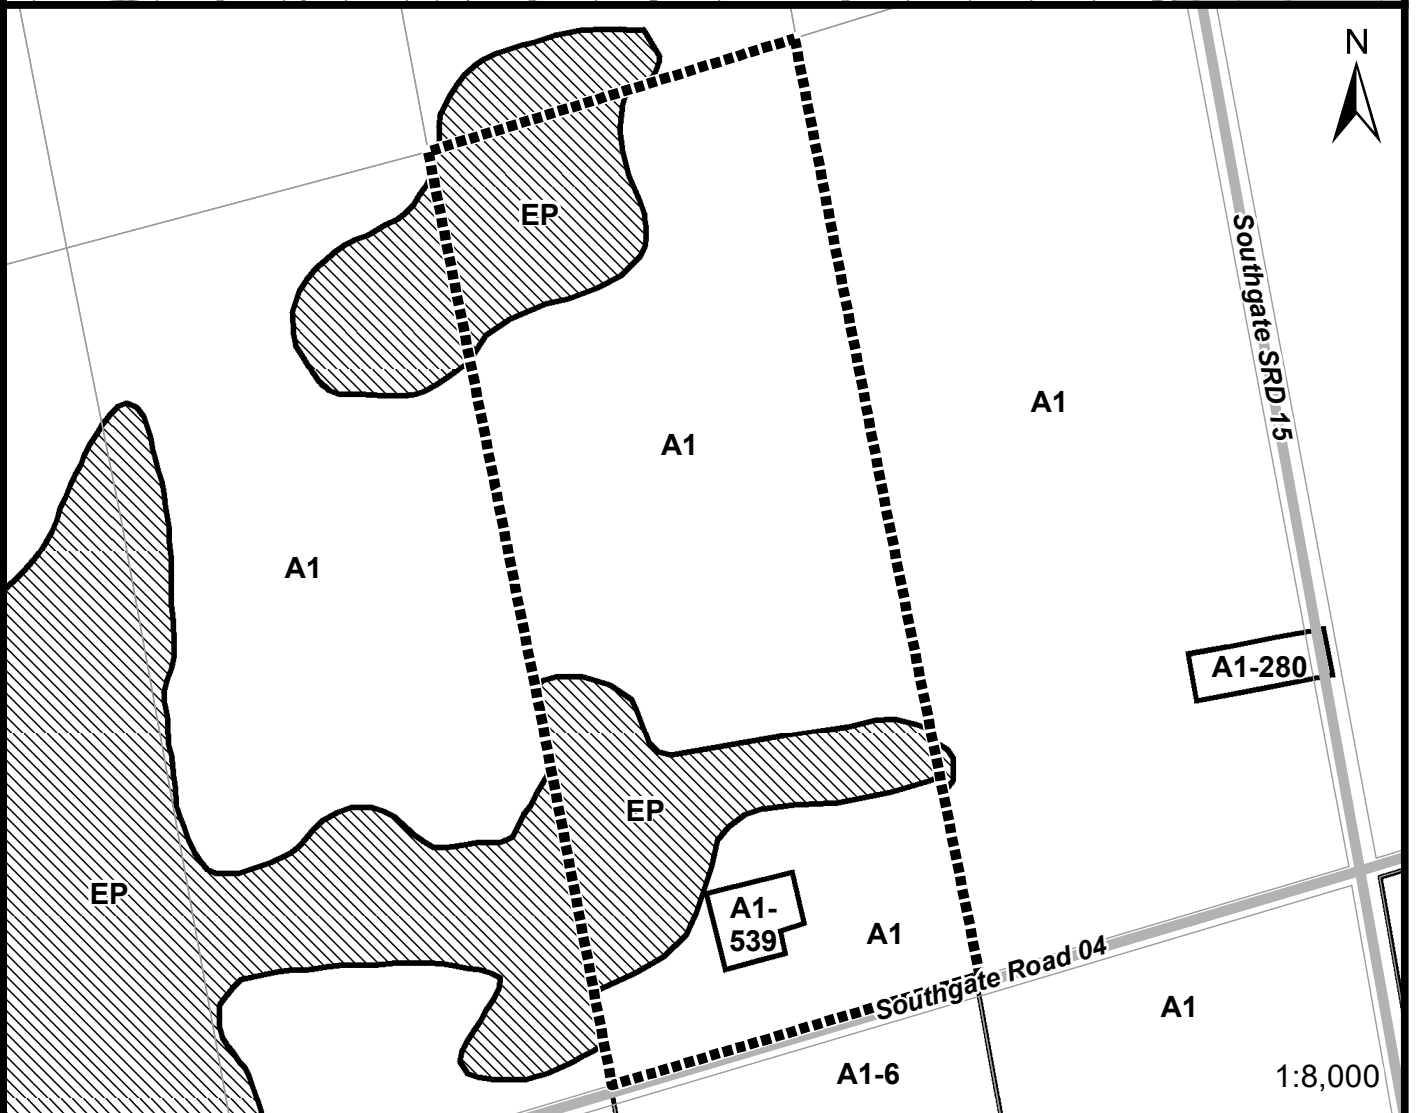 N
EP
Southgate SRD 15
A1
A1
A1
A1-280
EP
EP
A1-
539
A1
Southgate Road 04
A1
A1-6
1:8,000